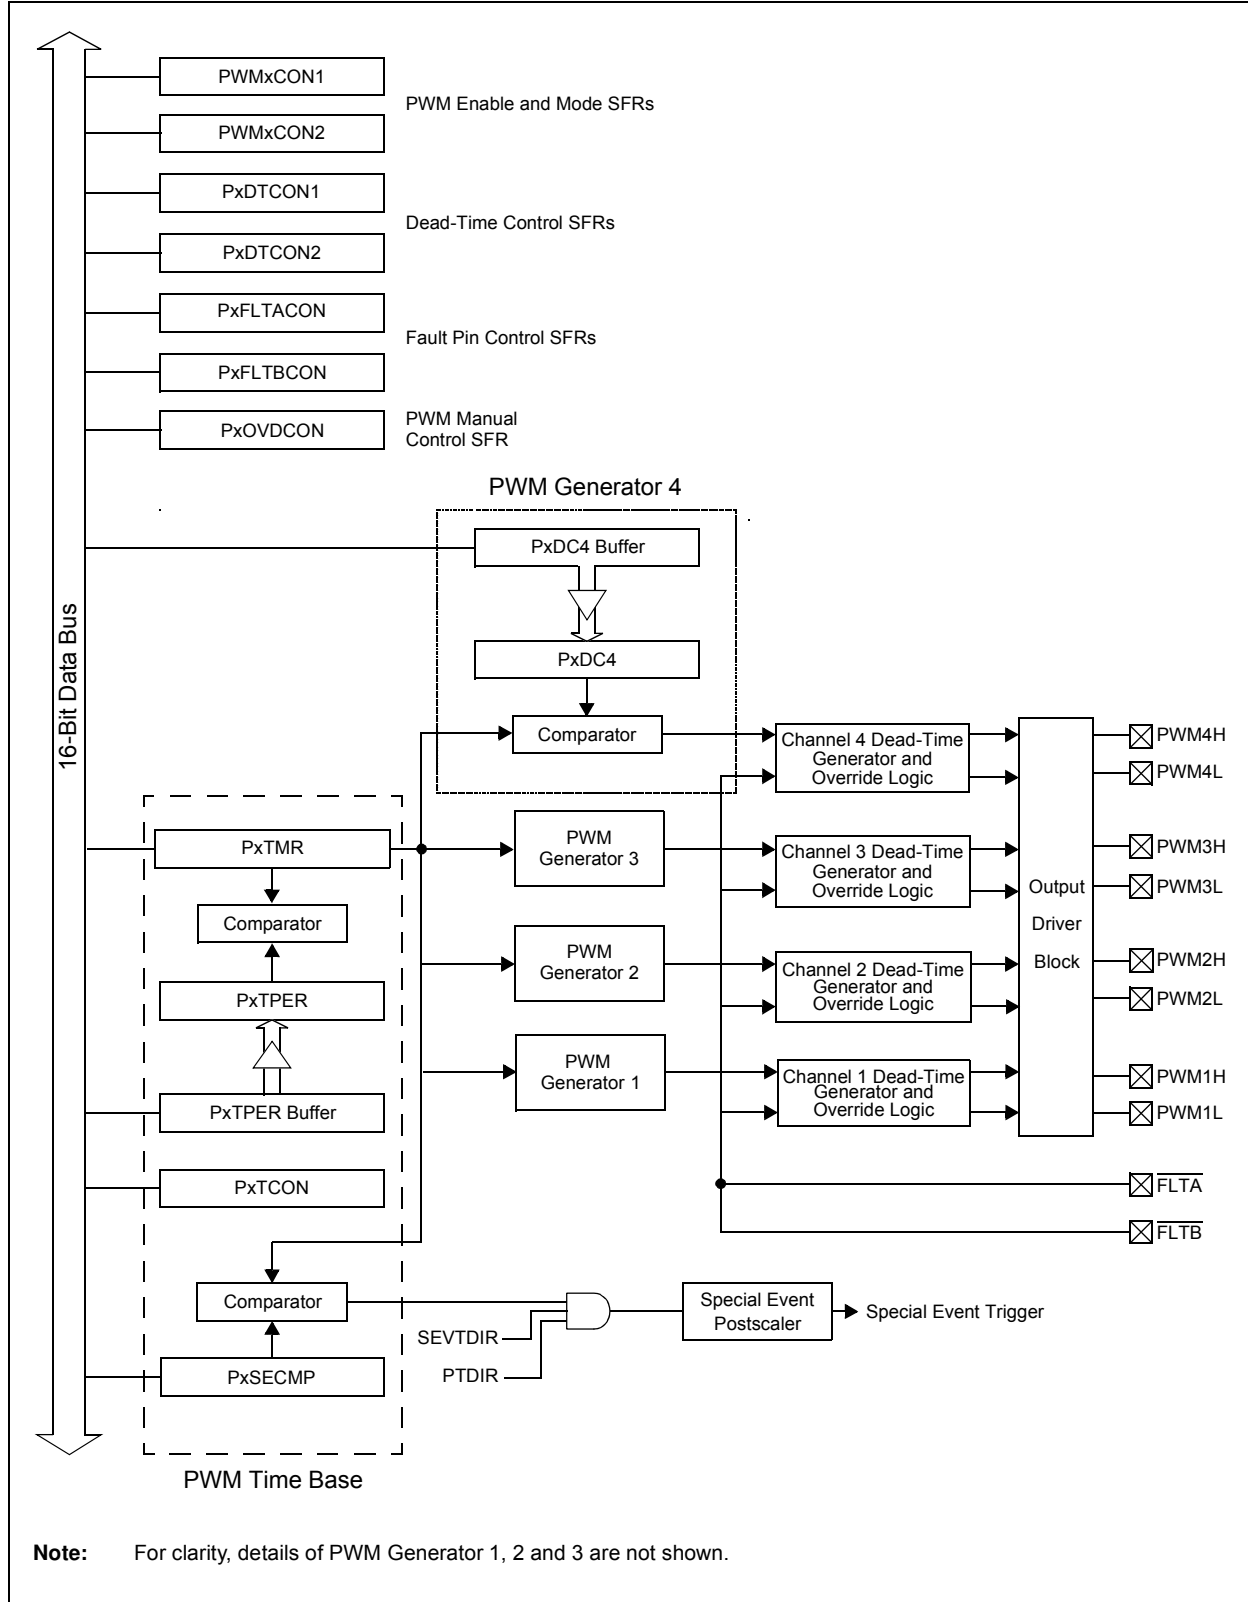 PWMxCON1
PWM Enable and Mode SFRs
PWMxCON2
PxDTCON1
Dead-Time Control SFRs
PxDTCON2
PxFLTACON
Fault Pin Control SFRs
PxFLTBCON
PxOVDCON
PWM Manual
Control SFR
PWM Generator 4
PxDC4 Buffer
PxDC4
Comparator
16-Bit Data Bus
Channel 4 Dead-Time
Generator and
Override Logic
PWM4H
PWM4L
PxTMR
Comparator
PxTPER
PxTPER Buffer
PxTCON
Comparator
PxSECMP
PWM Time Base
PWM
Generator 3
Channel 3 Dead-Time
Generator and
Override Logic
PWM3H
PWM3L
PWM
Generator 2
Channel 2 Dead-Time
Generator and
Override Logic
PWM2H
PWM2L
PWM
Generator 1
Channel 1 Dead-Time
Generator and
Override Logic
PWM1H
PWM1L
Output
Driver
Block
FLTA
FLTB
SEVTDIR
PTDIR
Special Event
Postscaler
Special Event Trigger
Note: For clarity, details of PWM Generator 1, 2 and 3 are not shown.